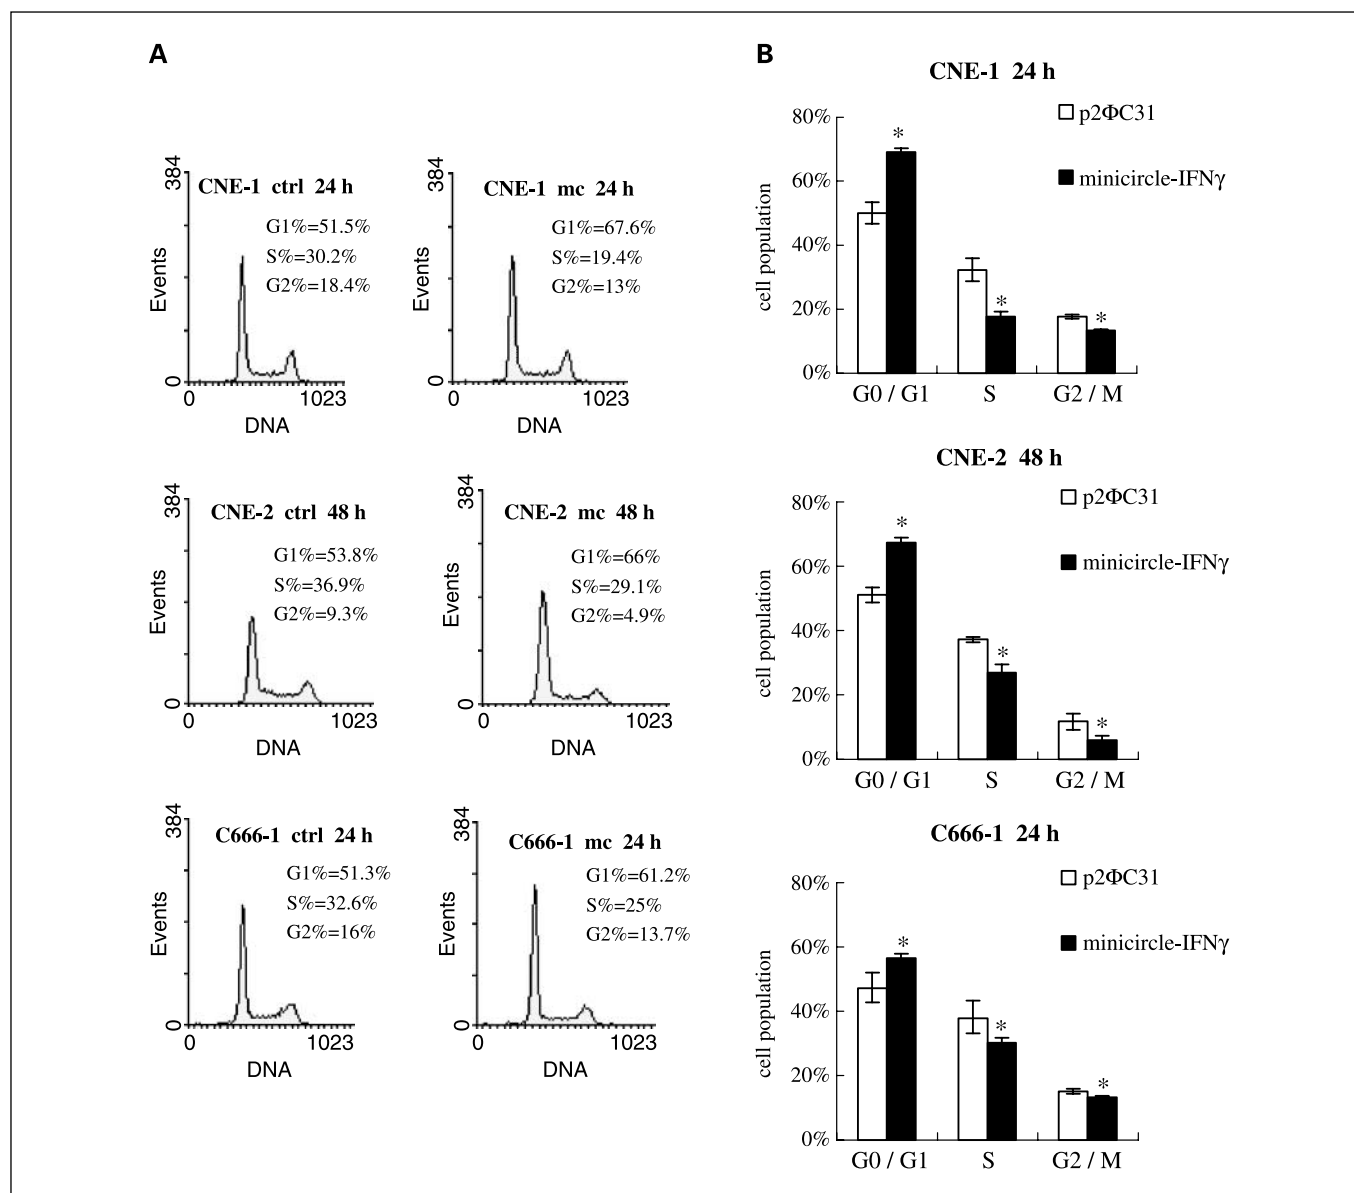 A
CNE-1 ctrl 24 h
G1%=51.5%
S%=30.2%
G2%=18.4%
384
Events
0
0 1023
DNA
CNE-1 mc 24 h
G1%=67.6%
S%=19.4%
G2%=13%
384
Events
0
0 1023
DNA
CNE-2 ctrl 48 h
G1%=53.8%
S%=36.9%
G2%=9.3%
384
Events
0
0 1023
DNA
CNE-2 mc 48 h
G1%=66%
S%=29.1%
G2%=4.9%
384
Events
0
0 1023
DNA
C666-1 ctrl 24 h
G1%=51.3%
S%=32.6%
G2%=16%
384
Events
0
0 1023
DNA
C666-1 mc 24 h
G1%=61.2%
S%=25%
G2%=13.7%
384
Events
0
0 1023
DNA
B
CNE-1 24 h
p2ΦC31
minicircle-IFNγ
80%
60%
40%
20%
0%
cell population
* * *
G0 / G1 S G2 / M
CNE-2 48 h
p2ΦC31
minicircle-IFNγ
80%
60%
40%
20%
0%
cell population
* * *
G0 / G1 S G2 / M
C666-1 24 h
p2ΦC31
minicircle-IFNγ
80%
60%
40%
20%
0%
cell population
* * *
G0 / G1 S G2 / M